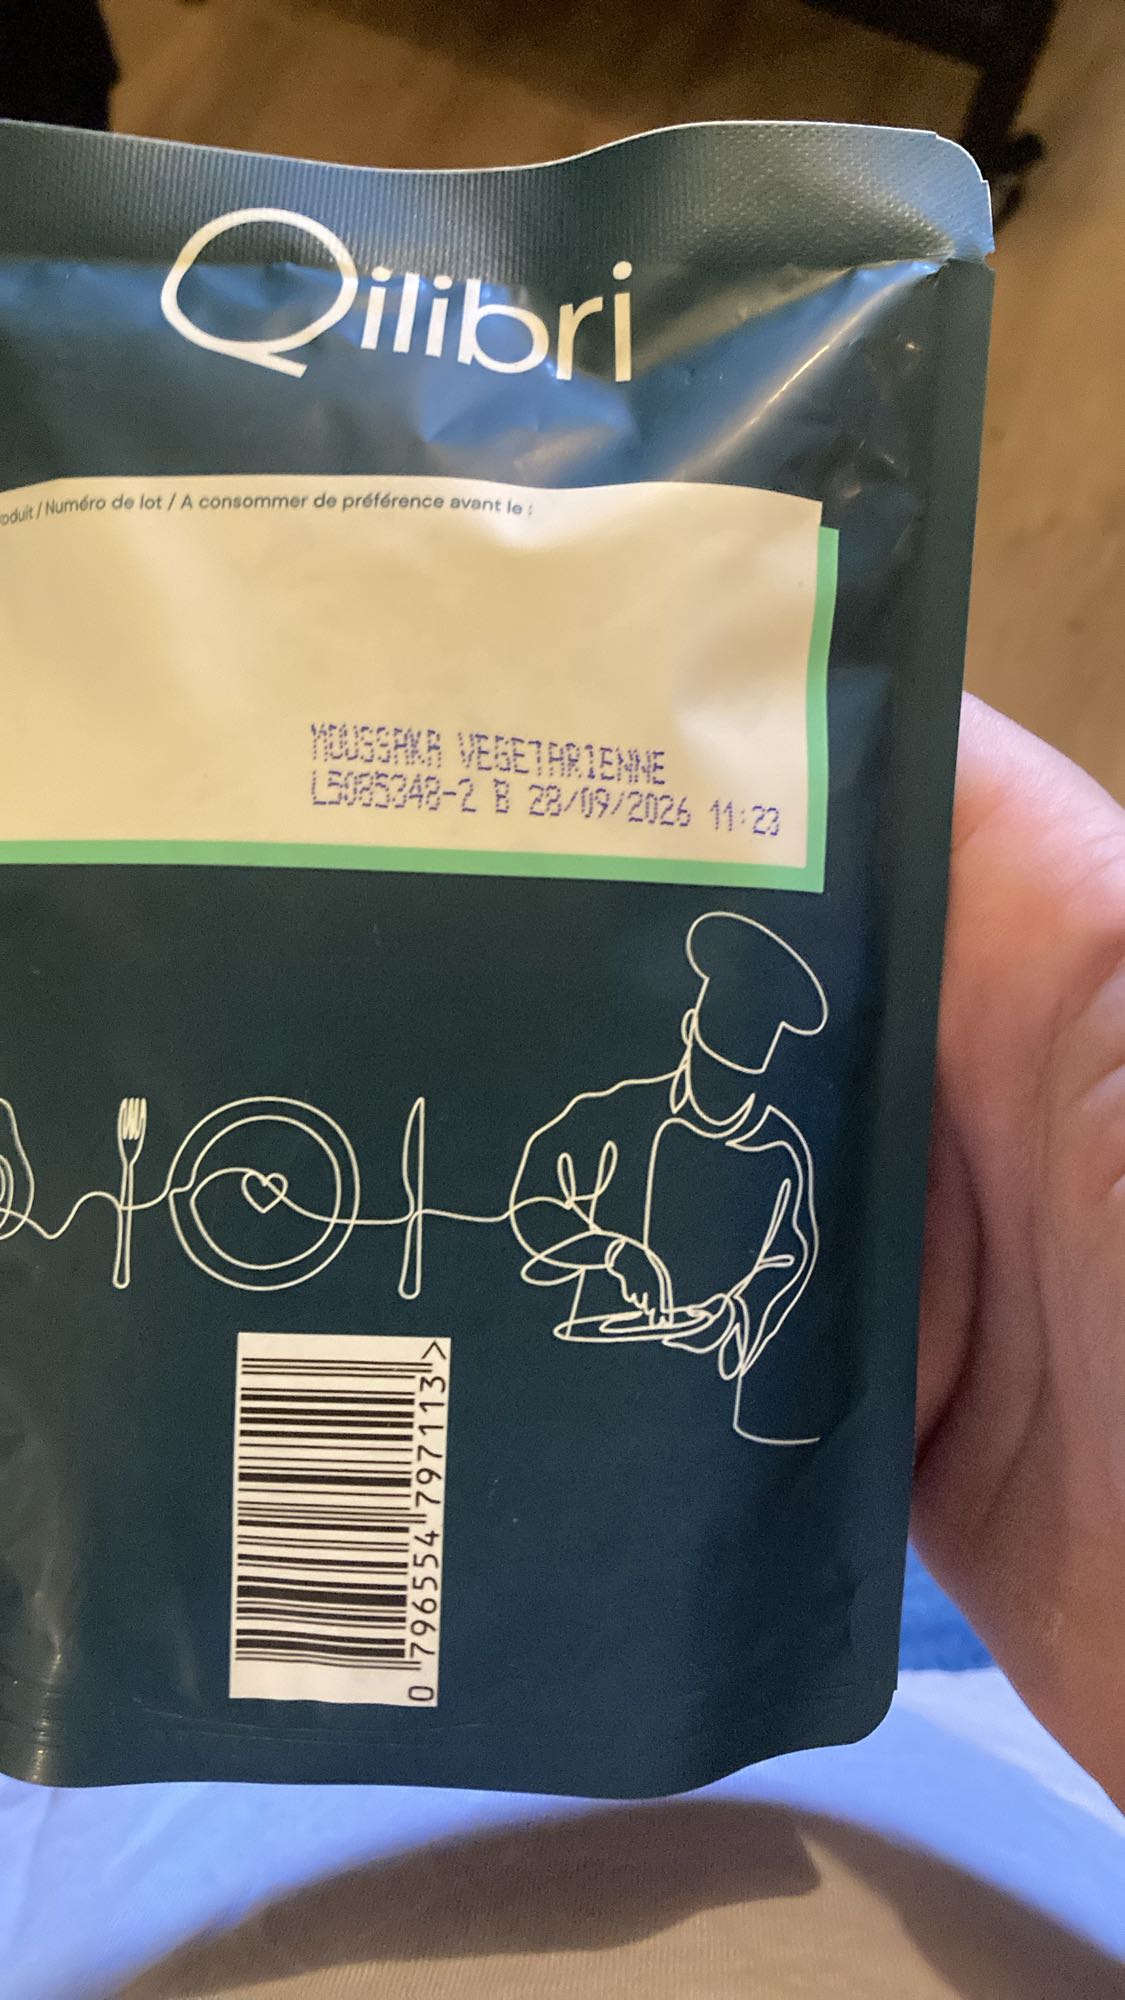 Qilibri
oduit / Numéro de lot / A consommer de préférence avant le :
MOUSSAKA VEGETARIENNE
L5085348-2 B 28/09/2026 11:23
0 796554 797113 >